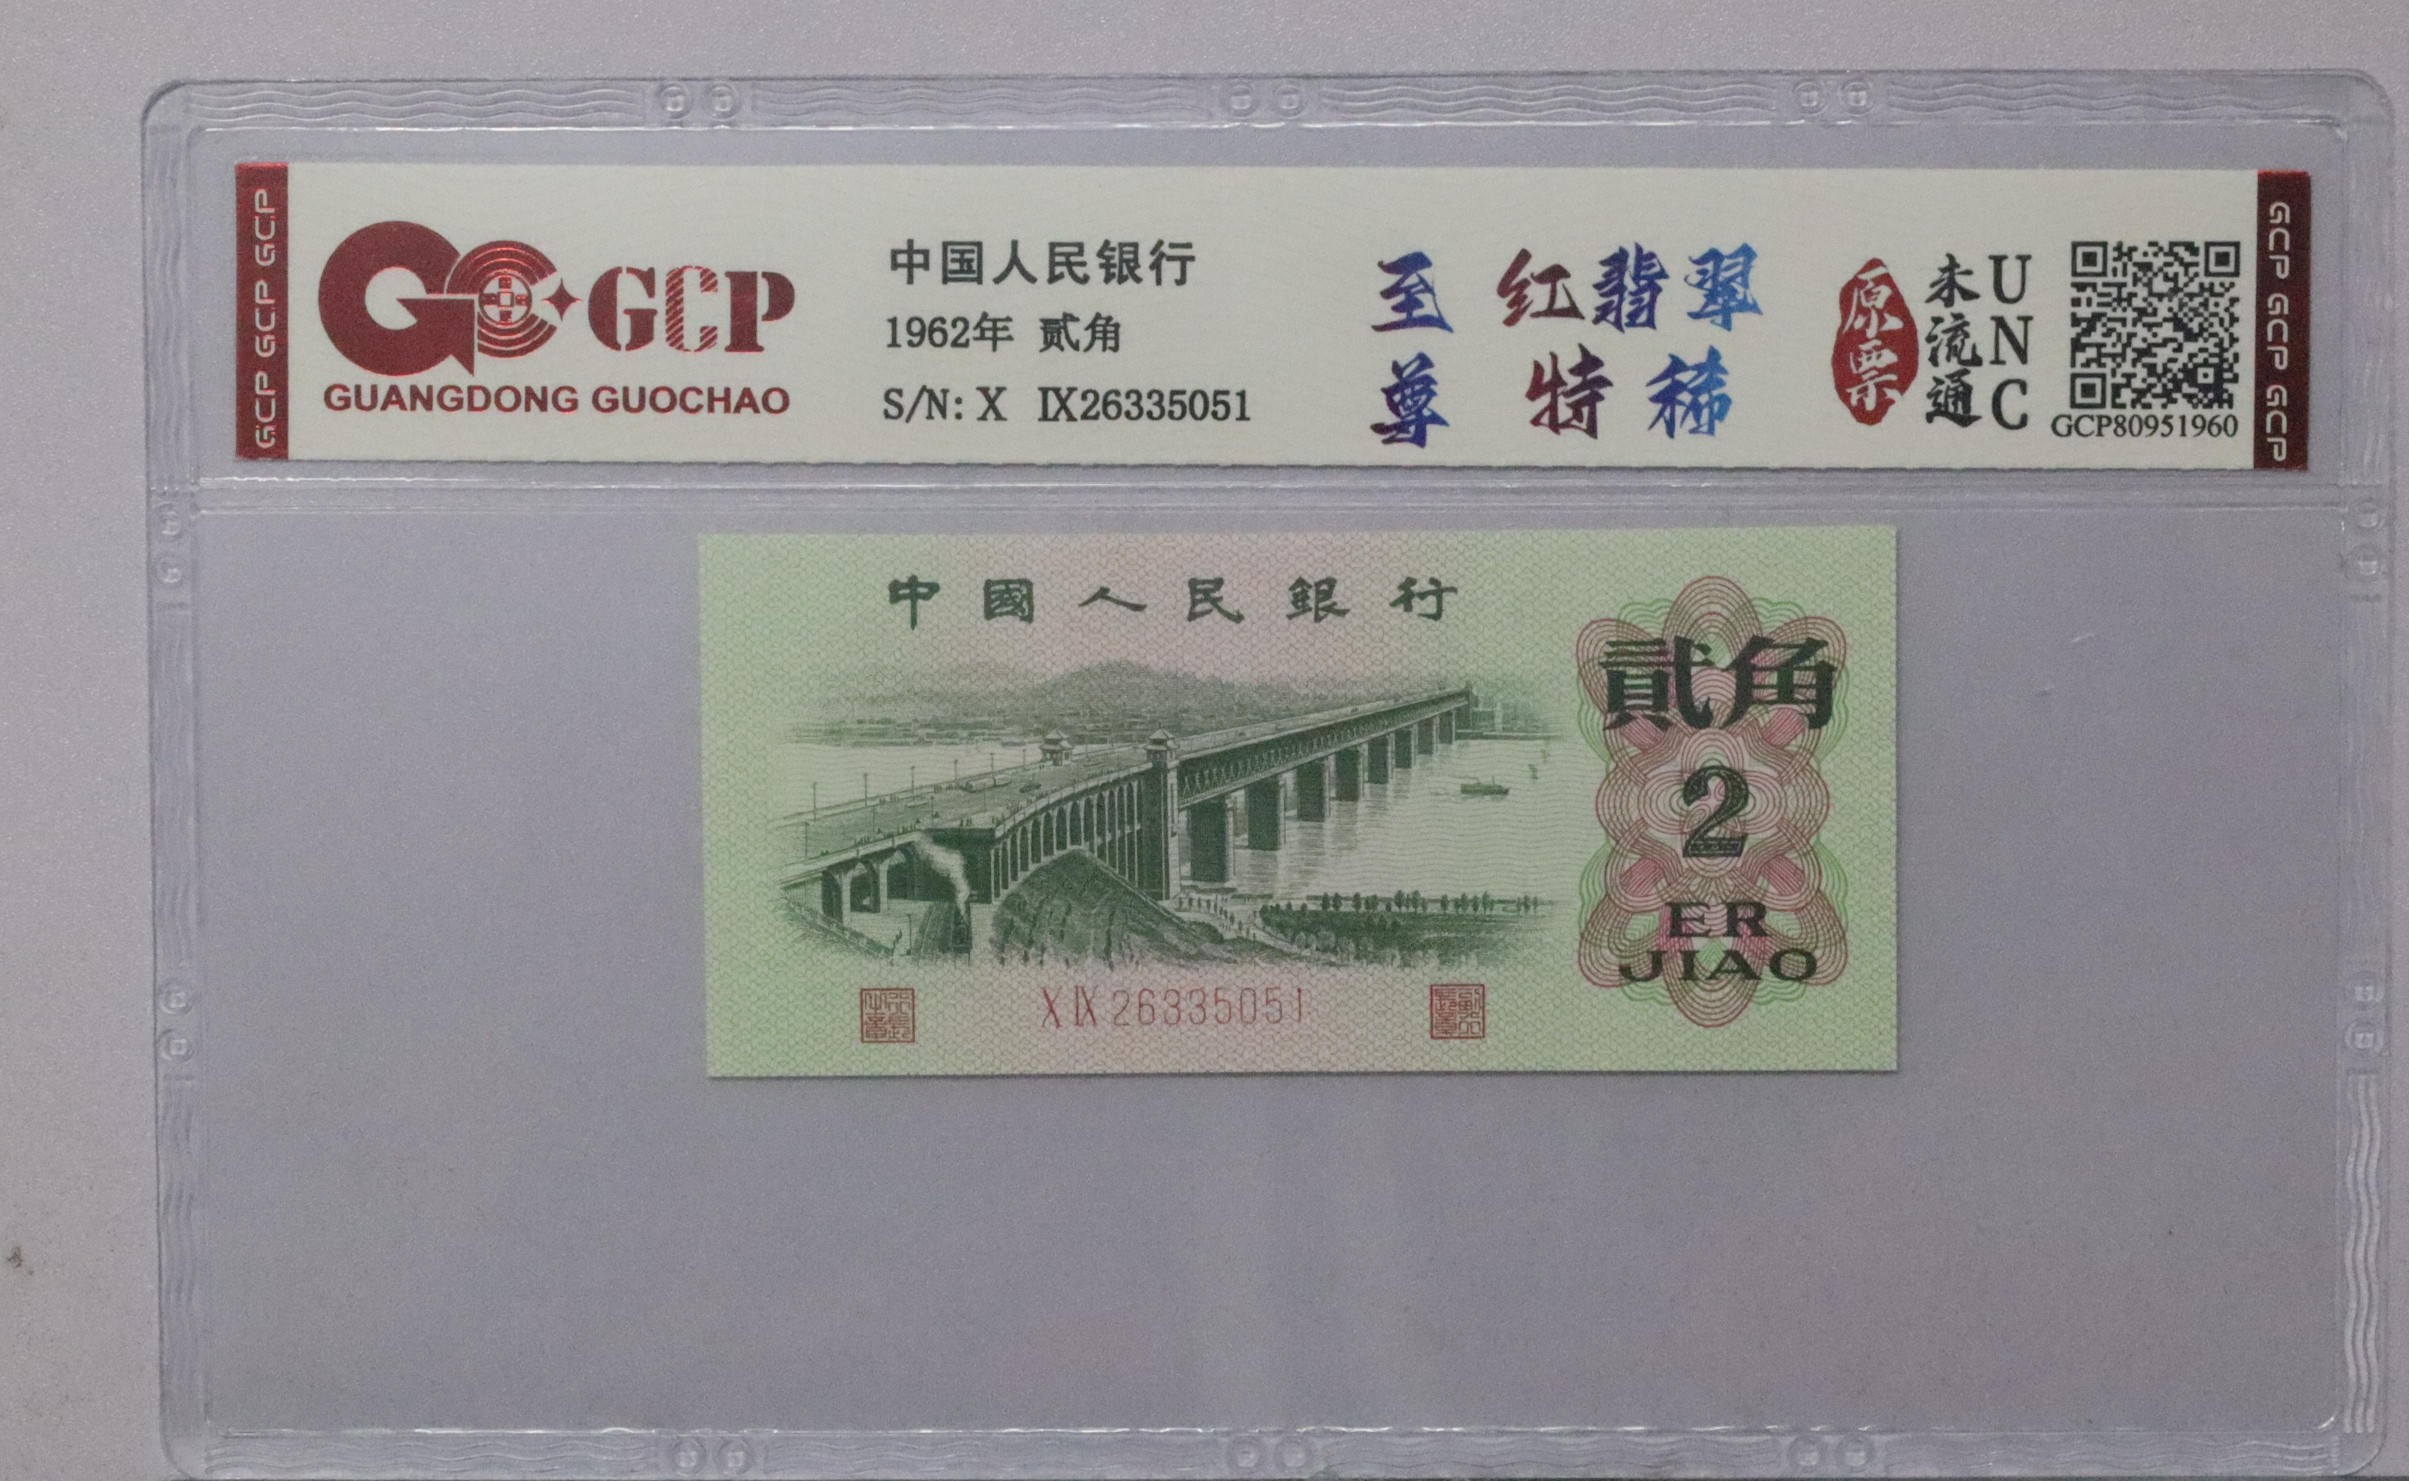 GCP GCP GCP
GCP
GUANGDONG GUOCHAO
中国人民银行
1962年 贰角
S/N: X Ⅸ26335051
至尊
红翡翠
特稀
原票
未流通
UNC
GCP80951960
GCP GCP GCP
中國人民銀行
貳角
2
ER
JIAO
X Ⅸ 26335051